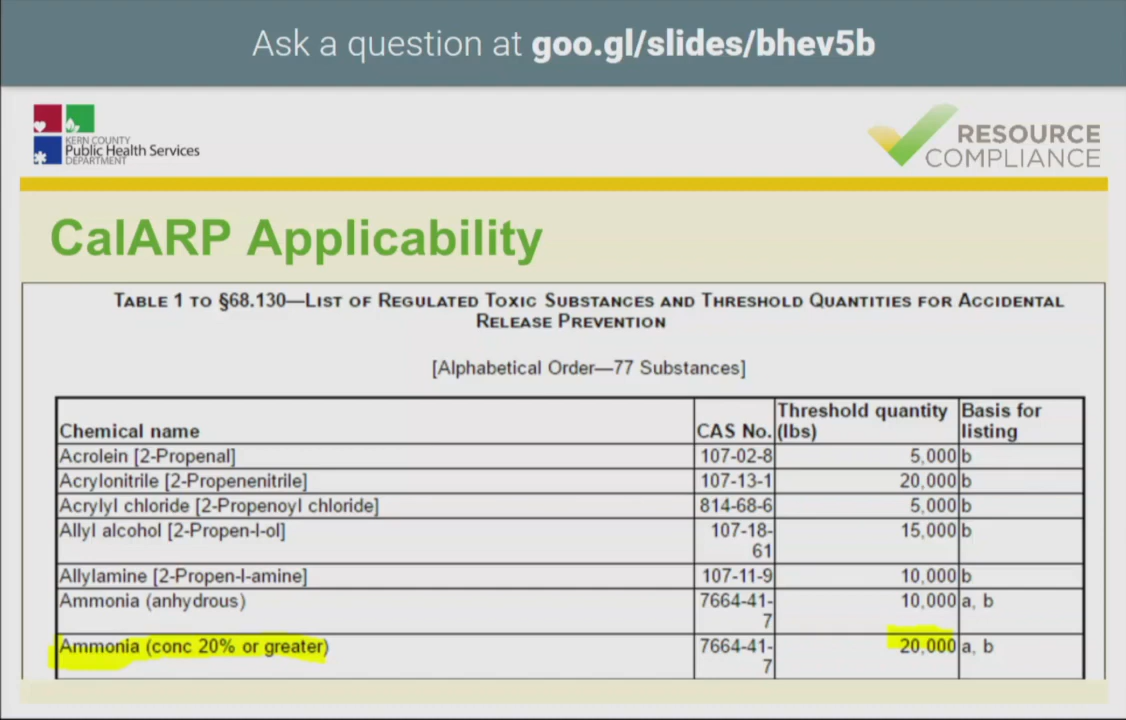 Ask a question at goo.gl/slides/bhev5b
KERN COUNTY
Public Health Services
DEPARTMENT
RESOURCE
COMPLIANCE
CalARP Applicability
TABLE 1 TO §68.130—LIST OF REGULATED TOXIC SUBSTANCES AND THRESHOLD QUANTITIES FOR ACCIDENTAL
RELEASE PREVENTION
[Alphabetical Order—77 Substances]
Chemical name CAS No. Threshold quantity (lbs) Basis for listing
Acrolein [2-Propenal] 107-02-8 5,000 b
Acrylonitrile [2-Propenenitrile] 107-13-1 20,000 b
Acrylyl chloride [2-Propenoyl chloride] 814-68-6 5,000 b
Allyl alcohol [2-Propen-l-ol] 107-18-61 15,000 b
Allylamine [2-Propen-l-amine] 107-11-9 10,000 b
Ammonia (anhydrous) 7664-41-7 10,000 a, b
Ammonia (conc 20% or greater) 7664-41-7 20,000 a, b